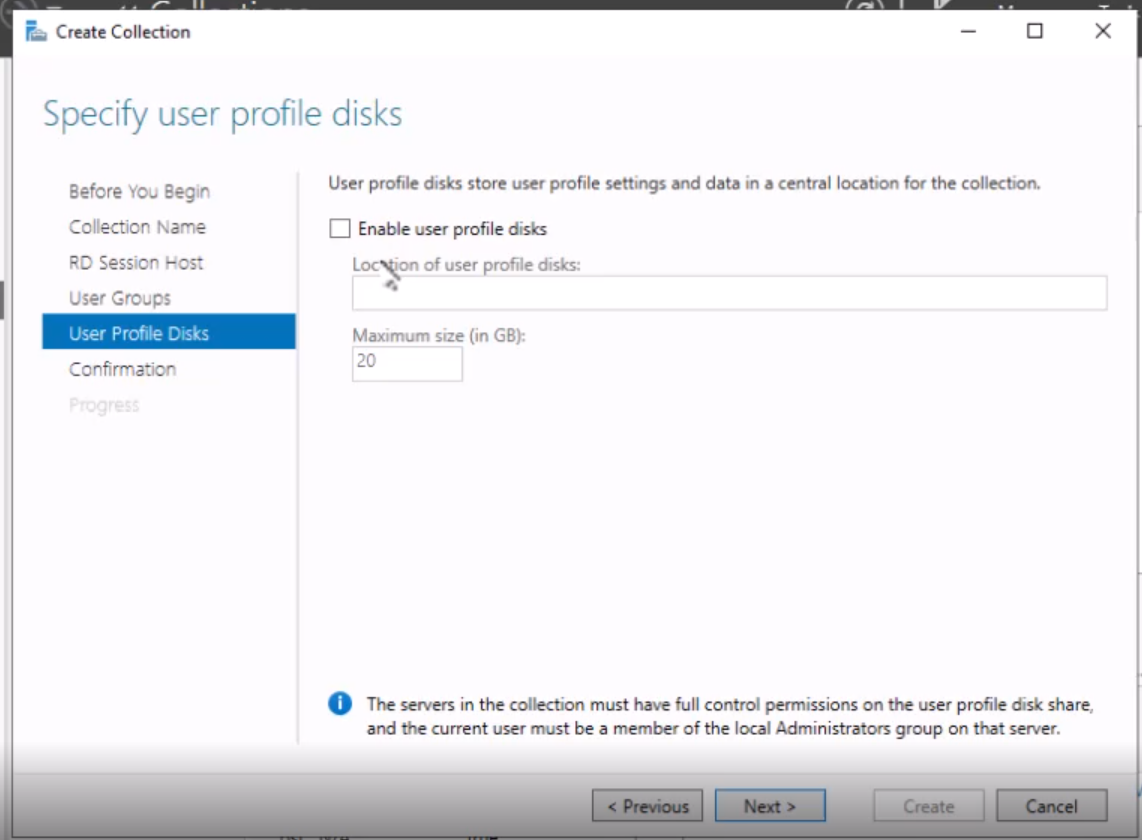 Collections
Create Collection
Specify user profile disks
Before You Begin
Collection Name
RD Session Host
User Groups
User Profile Disks
Confirmation
Progress
User profile disks store user profile settings and data in a central location for the collection.
Enable user profile disks
Location of user profile disks:
Maximum size (in GB):
20
The servers in the collection must have full control permissions on the user profile disk share,
and the current user must be a member of the local Administrators group on that server.
< Previous
Next >
Create
Cancel